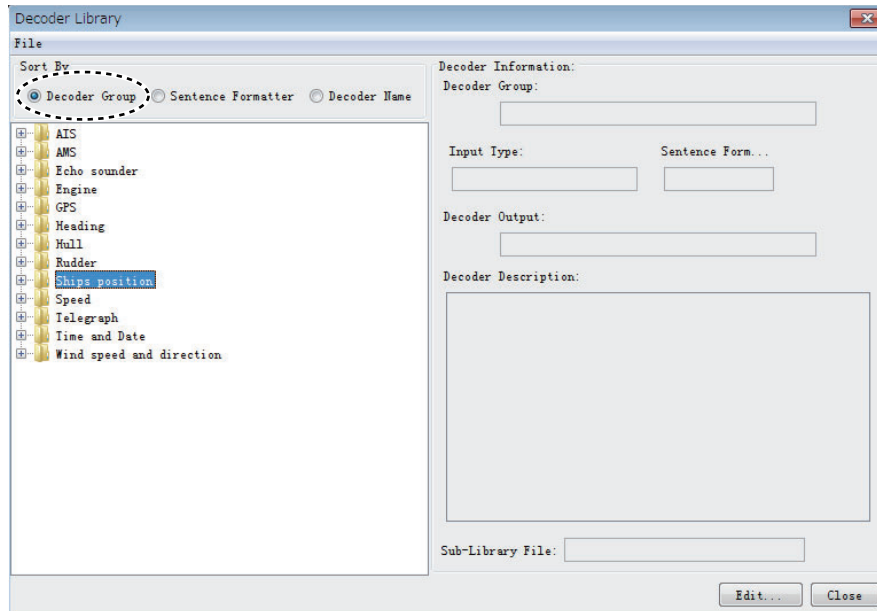 Decoder Library
File
Sort By
Decoder Group Sentence Formatter Decoder Name
AIS
AMS
Echo sounder
Engine
GPS
Heading
Hull
Rudder
Ships position
Speed
Telegraph
Time and Date
Wind speed and direction
Decoder Information:
Decoder Group:
Input Type: Sentence Form...
Decoder Output:
Decoder Description:
Sub-Library File:
Edit... Close